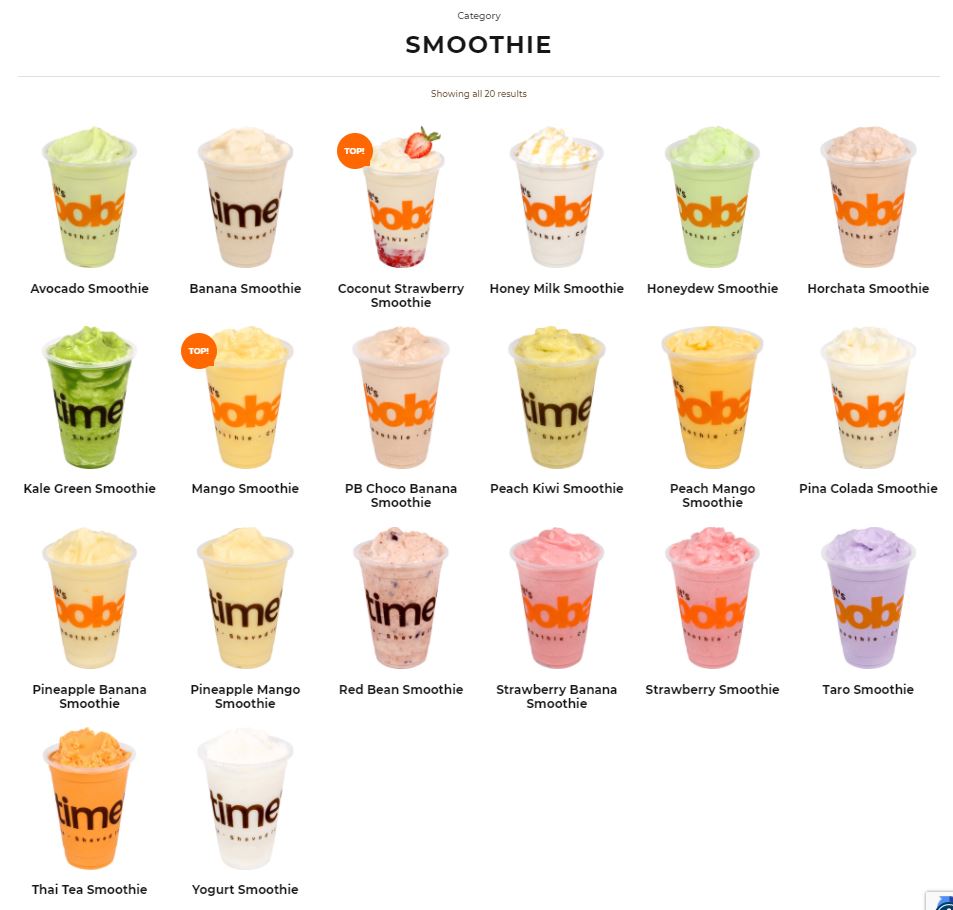 Category
SMOOTHIE
Showing all 20 results
TOP!
it's
ooba
time
Avocado Smoothie
Banana Smoothie
Coconut Strawberry
Smoothie
Honey Milk Smoothie
Honeydew Smoothie
Horchata Smoothie
TOP!
Kale Green Smoothie
Mango Smoothie
PB Choco Banana
Smoothie
Peach Kiwi Smoothie
Peach Mango
Smoothie
Pina Colada Smoothie
Pineapple Banana
Smoothie
Pineapple Mango
Smoothie
Red Bean Smoothie
Strawberry Banana
Smoothie
Strawberry Smoothie
Taro Smoothie
Thai Tea Smoothie
Yogurt Smoothie